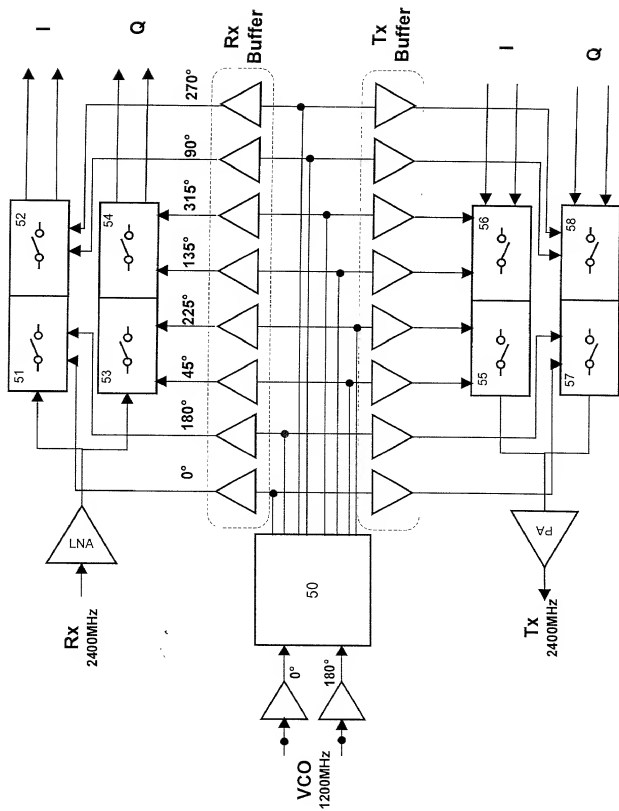 I
Q
Rx
Buffer
Tx
Buffer
I
Q
270°
90°
315°
135°
225°
45°
180°
0°
52
54
56
58
51
53
55
57
LNA
PA
50
Rx
2400MHz
0°
180°
Tx
2400MHz
VCO
1200MHz